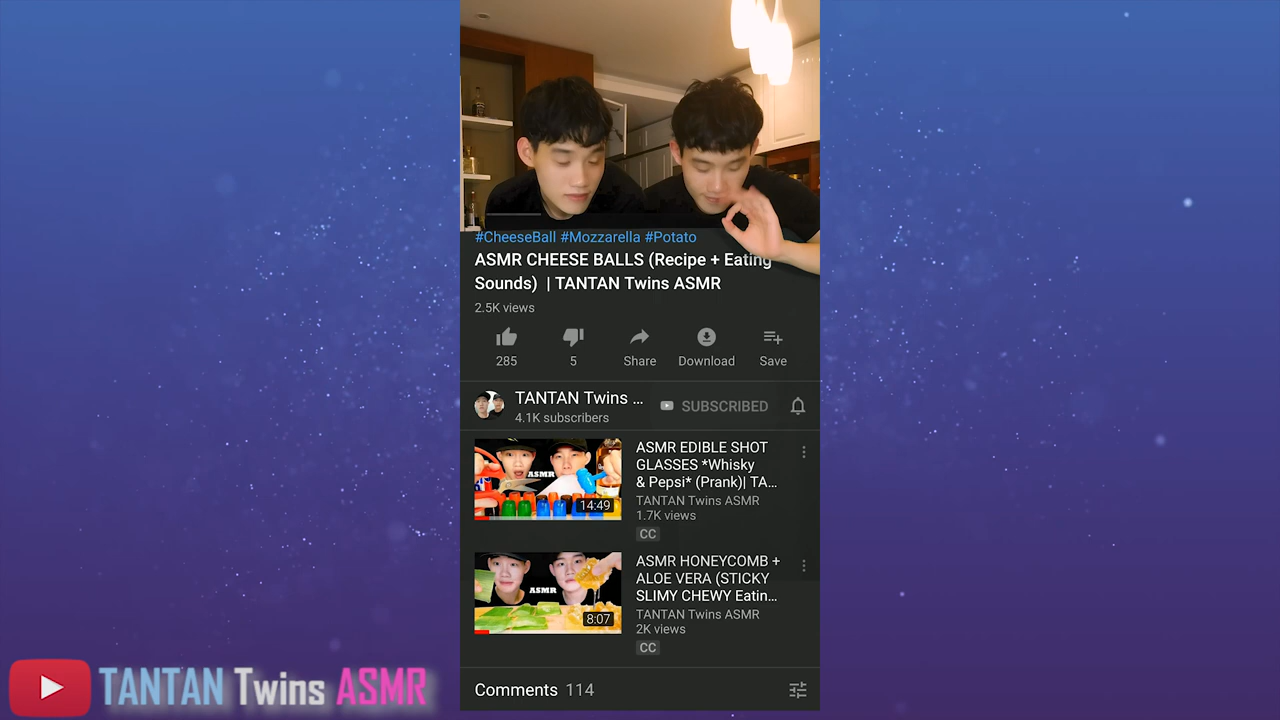 #CheeseBall #Mozzarella #Potato
ASMR CHEESE BALLS (Recipe + Eating
Sounds) | TANTAN Twins ASMR
2.5K views
285
5
Share
Download
Save
TANTAN Twins ...
4.1K subscribers
SUBSCRIBED
ASMR
14:49
ASMR EDIBLE SHOT
GLASSES *Whisky
& Pepsi* (Prank)| TA...
TANTAN Twins ASMR
1.7K views
CC
ASMR
8:07
ASMR HONEYCOMB +
ALOE VERA (STICKY
SLIMY CHEWY Eatin...
TANTAN Twins ASMR
2K views
CC
Comments 114
TANTAN Twins ASMR